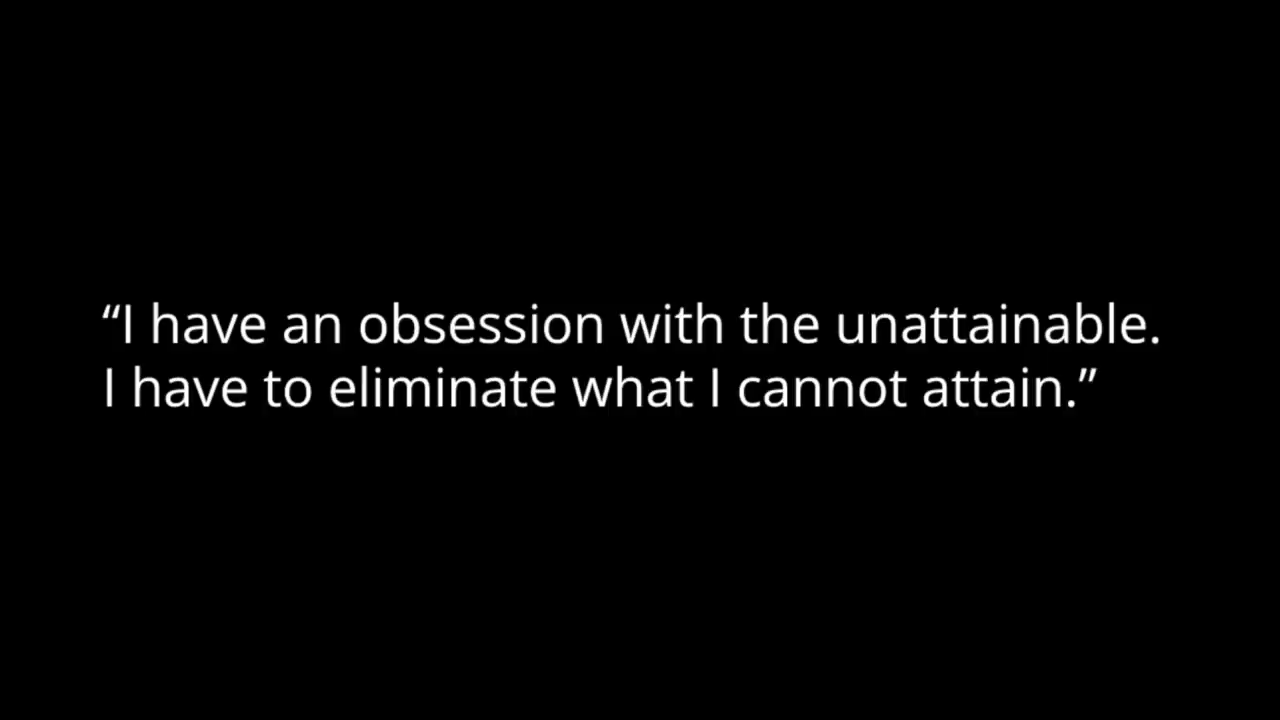 “I have an obsession with the unattainable.
I have to eliminate what I cannot attain.”